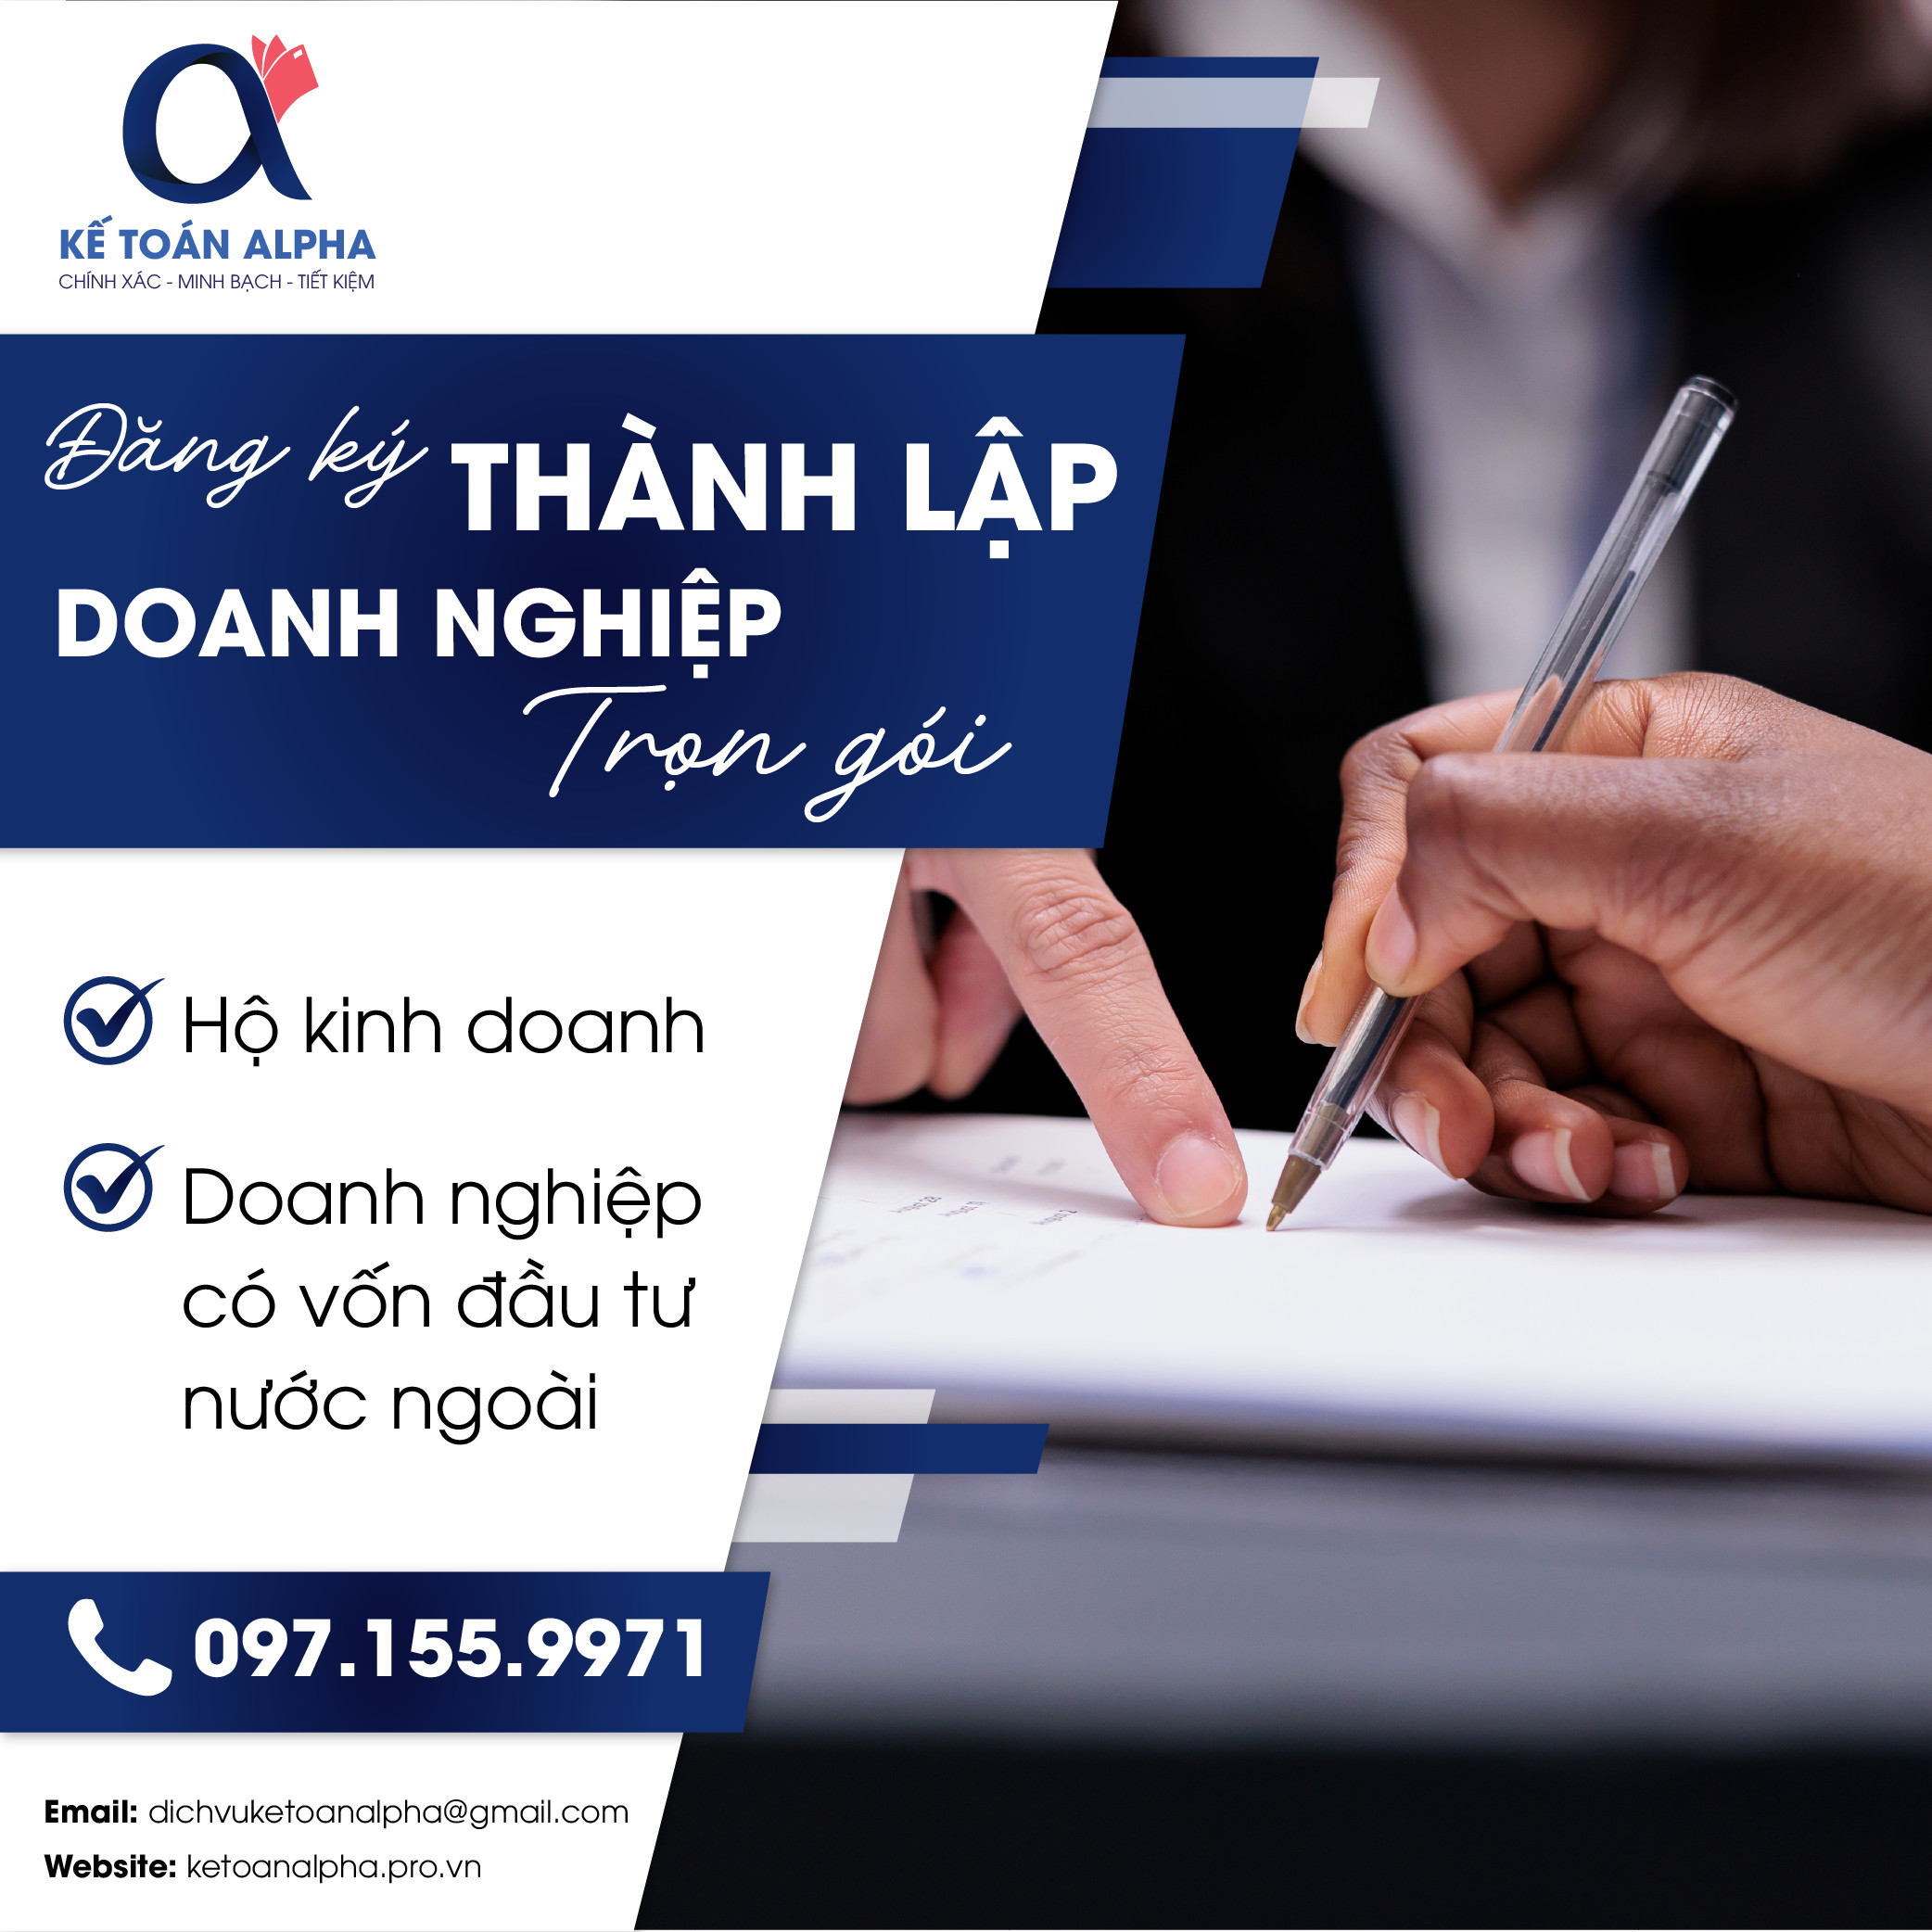 KẾ TOÁN ALPHA
CHÍNH XÁC - MINH BẠCH - TIẾT KIỆM
Đăng ký THÀNH LẬP
DOANH NGHIỆP
Trọn gói
Hộ kinh doanh
Doanh nghiệp
có vốn đầu tư
nước ngoài
097.155.9971
Email: dichvuketoanalpha@gmail.com
Website: ketoanalpha.pro.vn